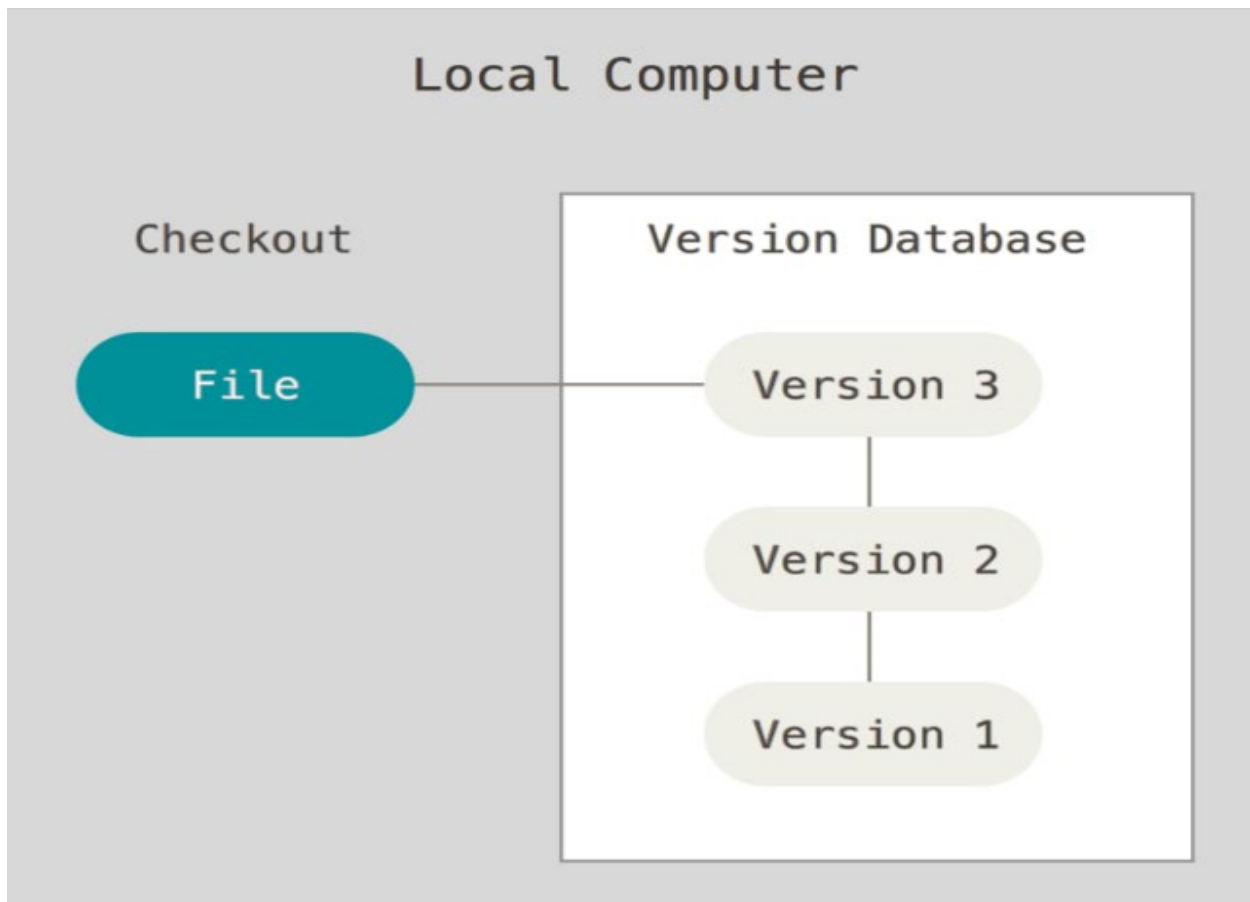 Local Computer
Checkout
Version Database
File
Version 3
Version 2
Version 1